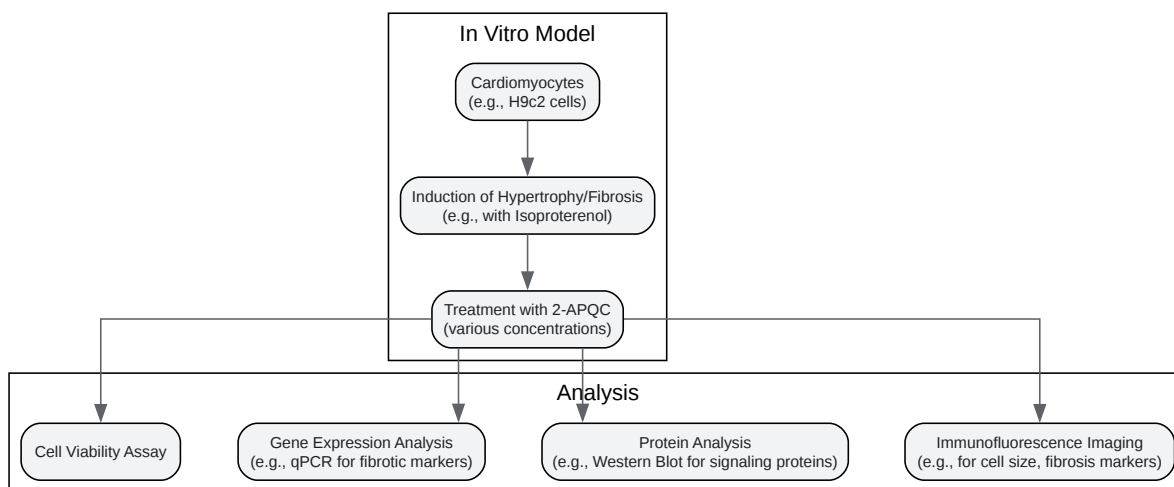 In Vitro Model
Cardiomyocytes
(e.g., H9c2 cells)
Induction of Hypertrophy/Fibrosis
(e.g., with Isoproterenol)
Treatment with 2-APQC
(various concentrations)
Analysis
Cell Viability Assay
Gene Expression Analysis
(e.g., qPCR for fibrotic markers)
Protein Analysis
(e.g., Western Blot for signaling proteins)
Immunofluorescence Imaging
(e.g., for cell size, fibrosis markers)